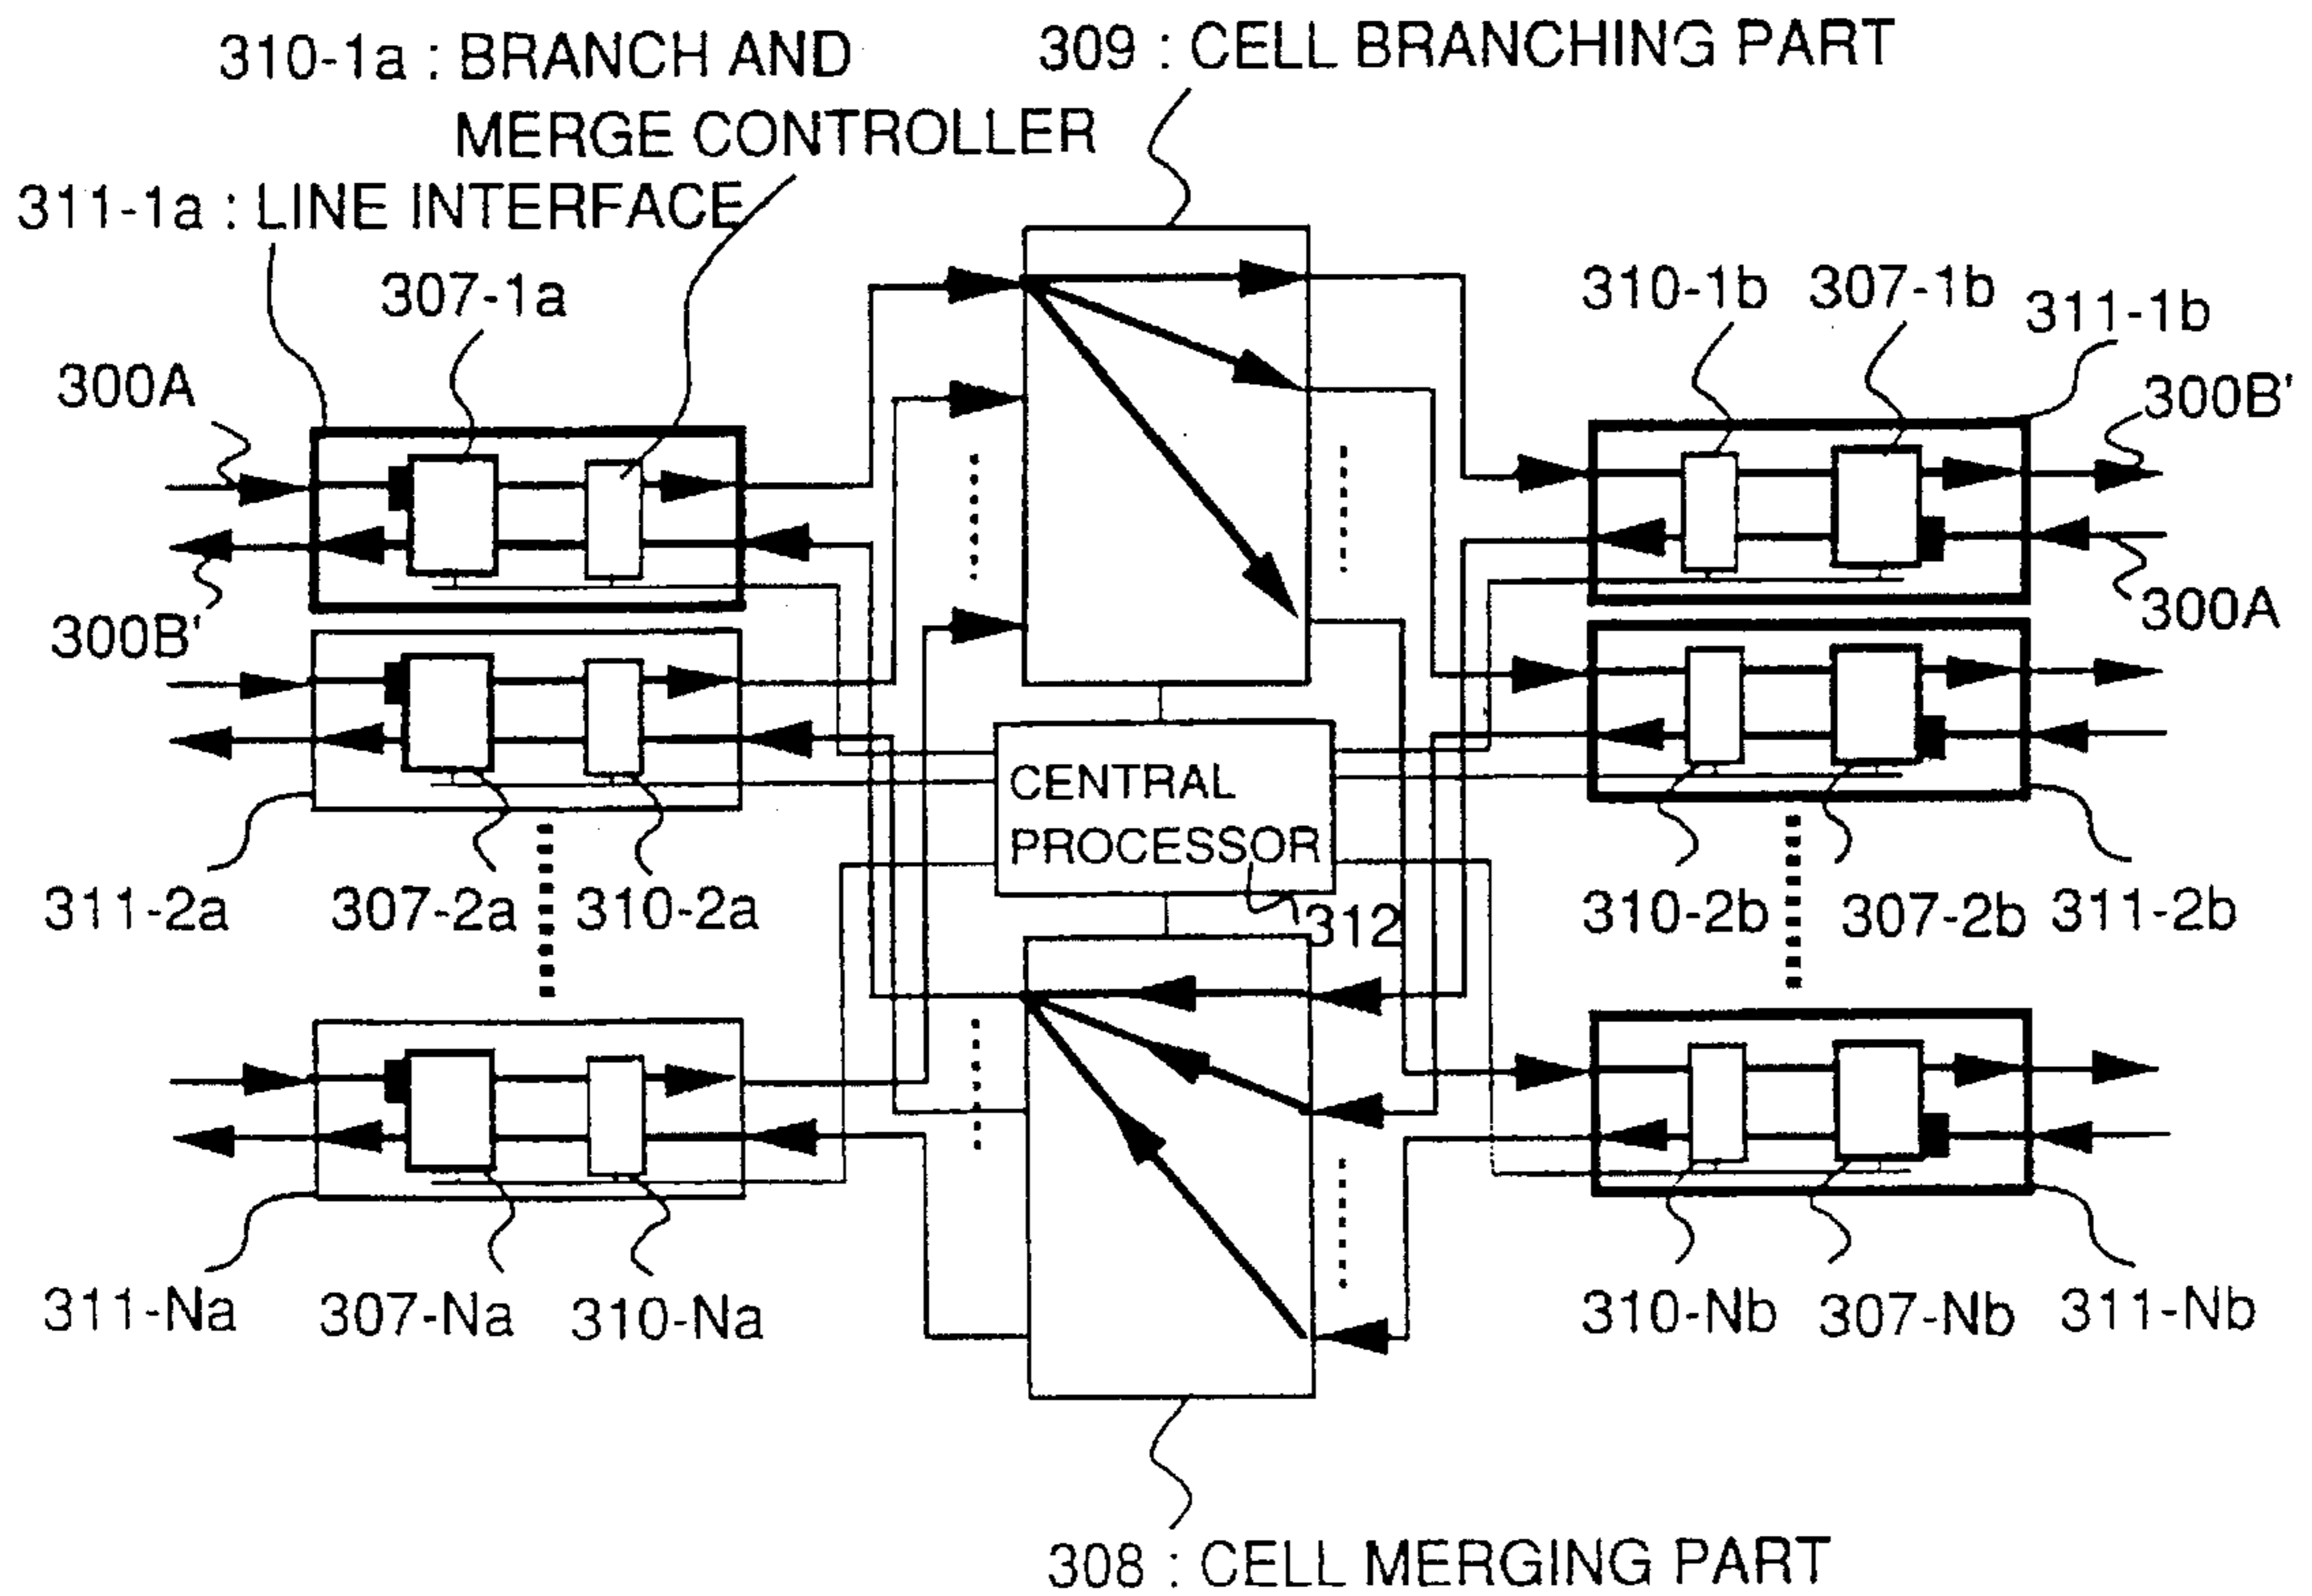 310-1a : BRANCH AND
MERGE CONTROLLER
309 : CELL BRANCHING PART
311-1a : LINE INTERFACE
307-1a
310-1b
307-1b
311-1b
300A
300B'
300B'
300A
CENTRAL
PROCESSOR
312
311-2a
307-2a
310-2a
310-2b
307-2b
311-2b
311-Na
307-Na
310-Na
310-Nb
307-Nb
311-Nb
308 : CELL MERGING PART